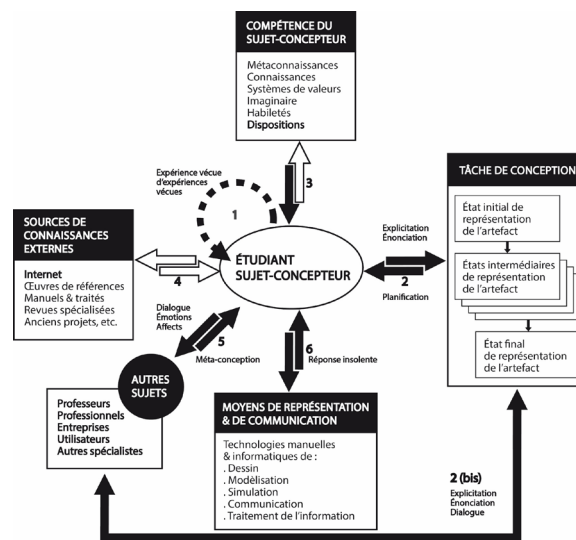 COMPÉTENCE DU
SUJET-CONCEPTEUR
Métaconnaissances
Connaissances
Systèmes de valeurs
Imaginaire
Habiletés
Dispositions
3
Expérience vécue
d'expériences
vécues
1
TÂCHE DE CONCEPTION
État initial de
représentation
de l'artefact
États intermédiaires
de représentation
de l'artefact
État final
de représentation
de l'artefact
SOURCES DE
CONNAISSANCES
EXTERNES
Internet
Œuvres de références
Manuels & traités
Revues spécialisées
Anciens projets, etc.
4
ÉTUDIANT
SUJET-CONCEPTEUR
Explicitation
Énonciation
2
Planification
Dialogue
Émotions
Affects
5
Méta-conception
6
Réponse insolente
AUTRES
SUJETS
Professeurs
Professionnels
Entreprises
Utilisateurs
Autres spécialistes
MOYENS DE REPRÉSENTATION
& DE COMMUNICATION
Technologies manuelles
& informatiques de :
. Dessin
. Modèlisation
. Simulation
. Communication
. Traitement de l'information
2 (bis)
Explicitation
Énonciation
Dialogue